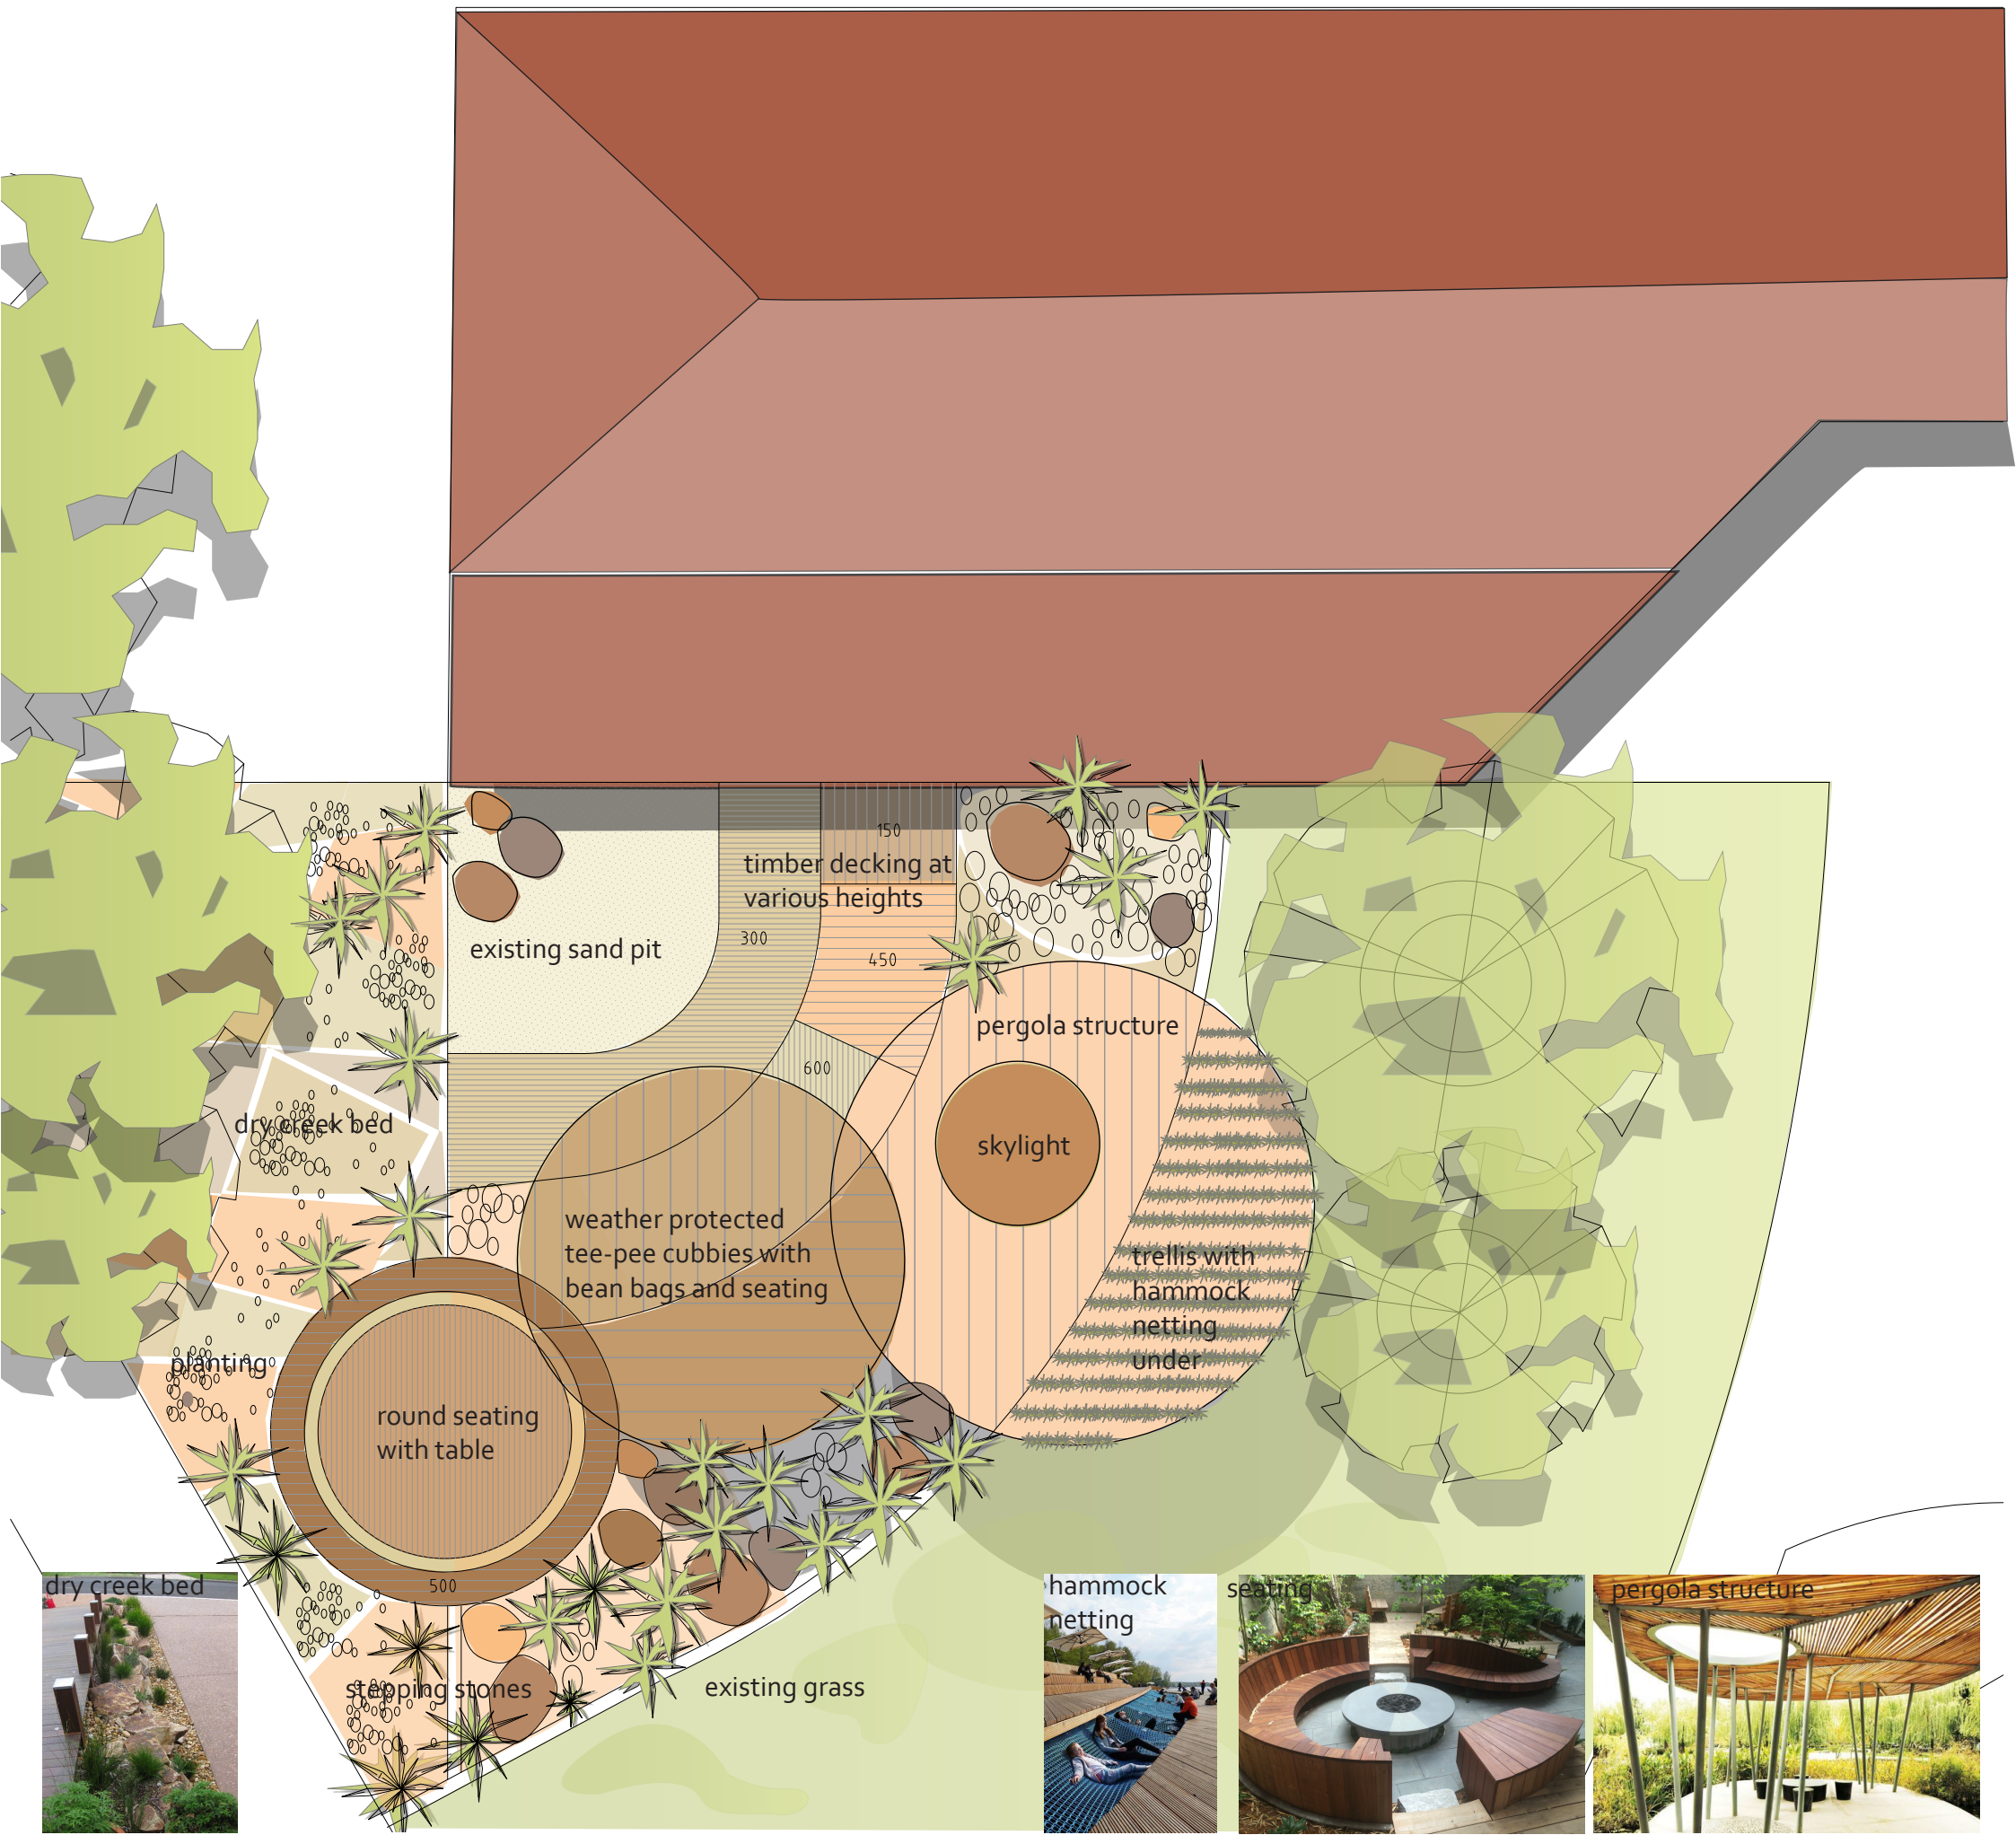 150
timber decking at
various heights
300
existing sand pit
450
pergola structure
600
dry creek bed
skylight
weather protected
tee-pee cubbies with
bean bags and seating
trellis with
hammock
netting
under
planting
round seating
with table
500
dry creek bed
hammock
netting
seating
pergola structure
stepping stones
existing grass